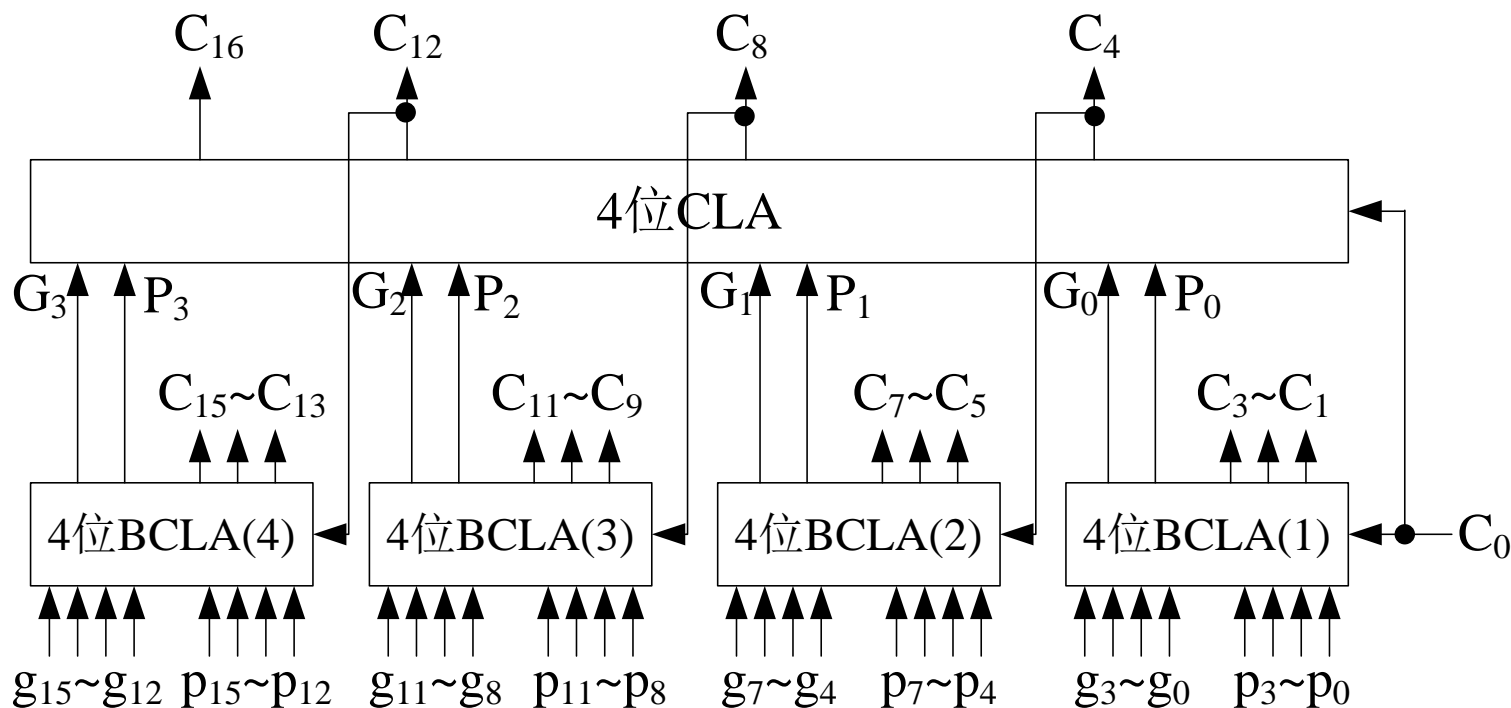 C₁₆ C₁₂ C₈ C₄
4位CLA
G₃ P₃ G₂ P₂ G₁ P₁ G₀ P₀
C₁₅~C₁₃ C₁₁~C₉ C₇~C₅ C₃~C₁
4位BCLA(4) 4位BCLA(3) 4位BCLA(2) 4位BCLA(1) C₀
g₁₅~g₁₂ p₁₅~p₁₂ g₁₁~g₈ p₁₁~p₈ g₇~g₄ p₇~p₄ g₃~g₀ p₃~p₀